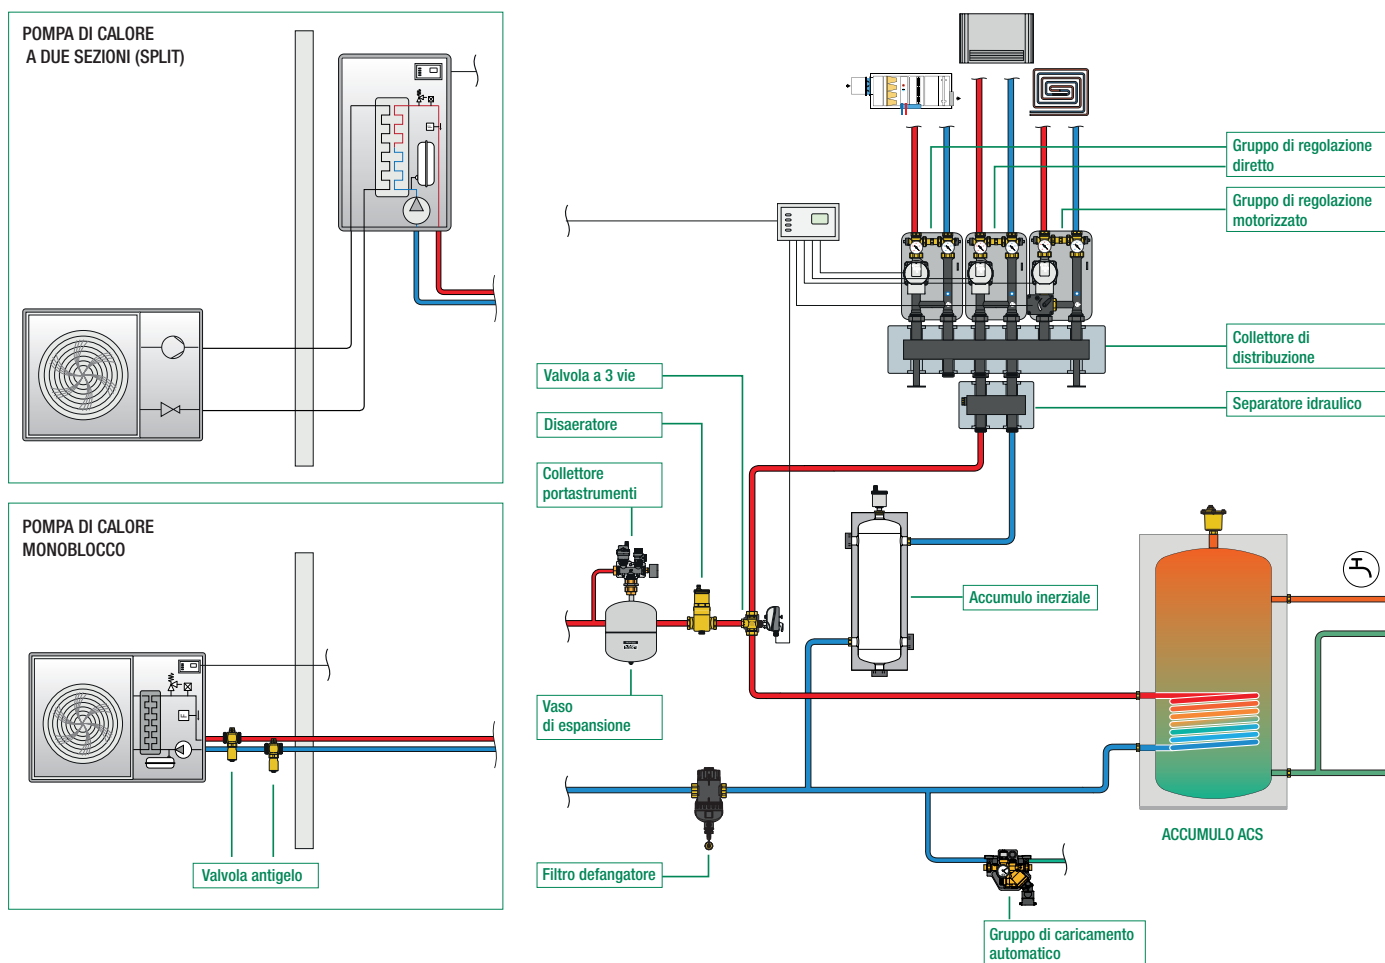 POMPA DI CALORE
A DUE SEZIONI (SPLIT)
POMPA DI CALORE
MONOBLOCCO
Valvola antigelo
Gruppo di regolazione
diretto
Gruppo di regolazione
motorizzato
Collettore di
distribuzione
Separatore idraulico
Valvola a 3 vie
Disaeratore
Collettore
portastrumenti
Accumulo inerziale
Vaso
di espansione
Filtro defangatore
ACCUMULO ACS
Gruppo di caricamento
automatico